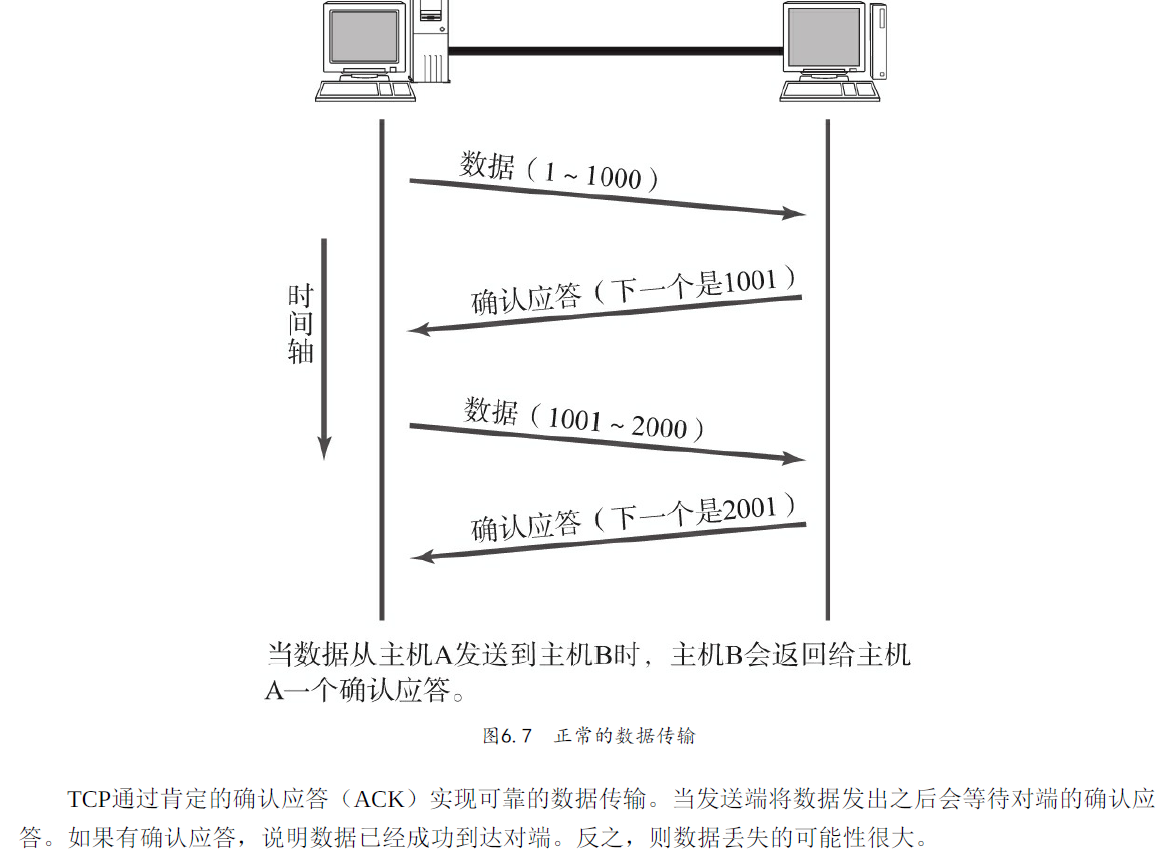 数据（1～1000）
确认应答（下一个是1001）
时间轴
数据（1001～2000）
确认应答（下一个是2001）
当数据从主机A发送到主机B时，主机B会返回给主机
A一个确认应答。
图6.7 正常的数据传输
TCP通过肯定的确认应答（ACK）实现可靠的数据传输。当发送端将数据发出之后会等待对端的确认应
答。如果有确认应答，说明数据已经成功到达对端。反之，则数据丢失的可能性很大。